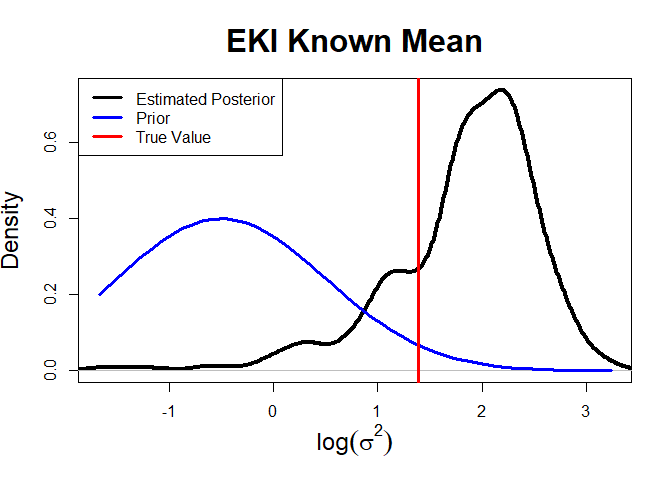 EKI Known Mean
Estimated Posterior
Prior
True Value
Density
0.0
0.2
0.4
0.6
-1
0
1
2
3
log(σ²)